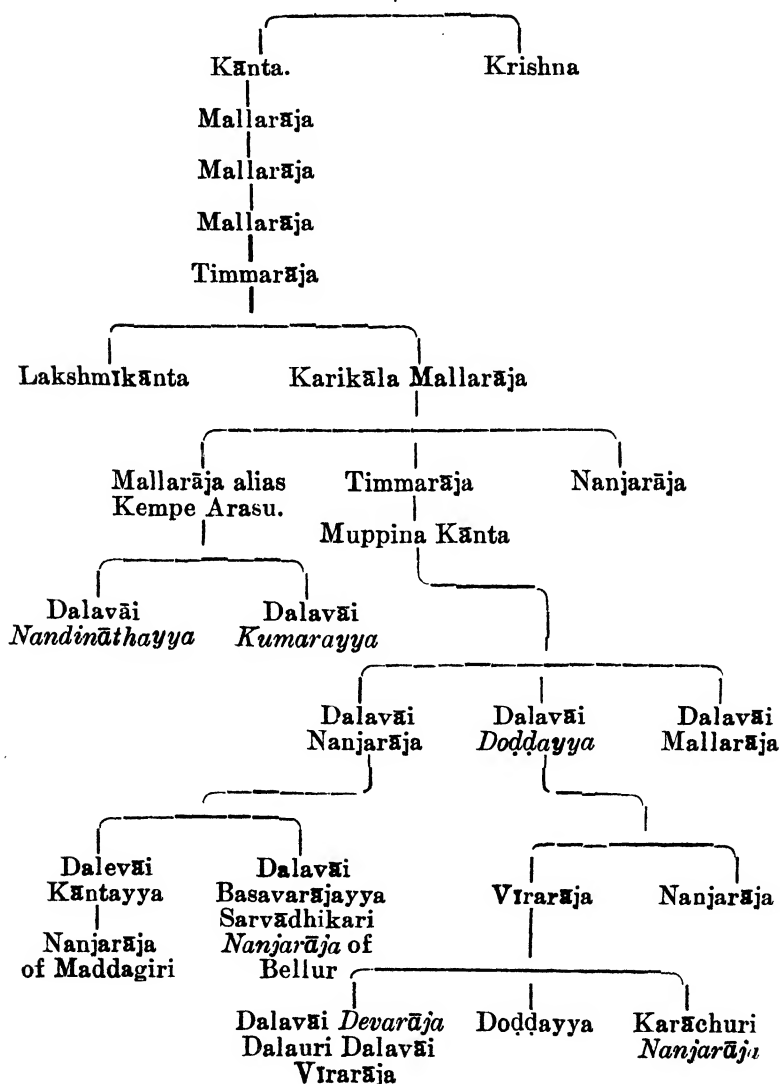 Kānta. Krishna
Mallarāja
Mallarāja
Mallarāja
Timmarāja
Lakshmīkānta Karikāla Mallarāja
Mallarāja alias Timmarāja Nanjarāja
Kempe Arasu.
Muppina Kānta
Dalavāi Dalavāi
Nandināthayya Kumarayya
Dalavāi Dalavāi Dalavāi
Nanjarāja Doḍḍayya Mallarāja
Dalevāi Dalavāi
Kāntayya Basavarājayya Vīrarāja Nanjarāja
Sarvādhikari
Nanjarāja Nanjarāja of
of Maddagiri Bellur
Dalavāi Devarāja Doḍḍayya Karāchuri
Dalauri Dalavāi Nanjarāja
Vīrarāja